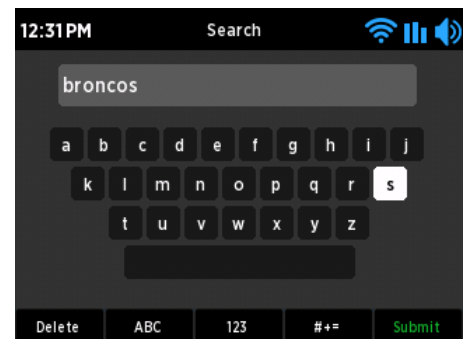 12:31 PM Search
broncos
a b c d e f g h i j
k l m n o p q r s
t u v w x y z
Delete ABC 123 #+= Submit